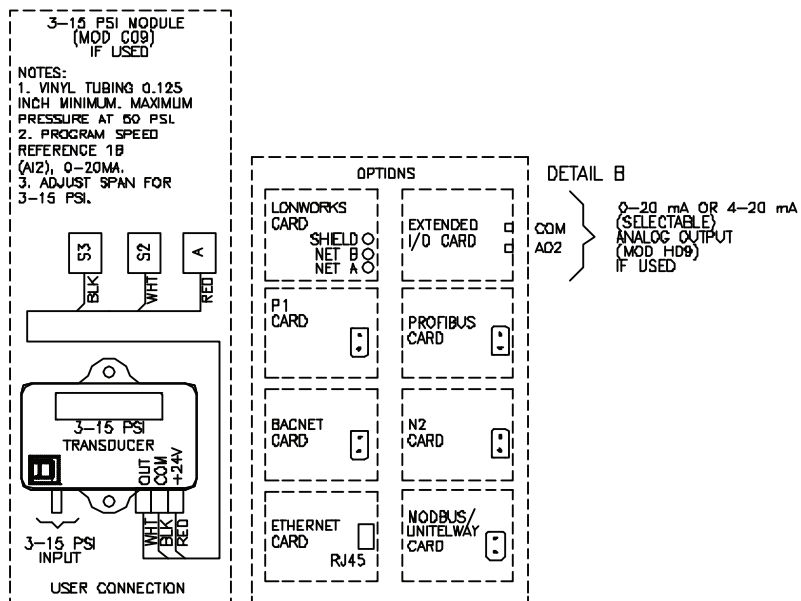 3-15 PSI MODULE
(MOD C09)
IF USED
NOTES:
1. VINYL TUBING 0.125
INCH MINIMUM. MAXIMUM
PRESSURE AT 60 PSI.
2. PROGRAM SPEED
REFERENCE 1B
(AI2), 0-20MA.
3. ADJUST SPAN FOR
3-15 PSI.
S3
S2
A
BLK
WHT
RED
3-15 PSI
TRANSDUCER
OUT
COM
+24V
WHT
BLK
RED
3-15 PSI
INPUT
USER CONNECTION
OPTIONS
LONWORKS
CARD
SHIELD
NET B
NET A
EXTENDED
I/O CARD
P1
CARD
PROFIBUS
CARD
BACNET
CARD
N2
CARD
ETHERNET
CARD
RJ45
MODBUS/
UNITELWAY
CARD
DETAIL B
COM
AO2
0-20 mA OR 4-20 mA
(SELECTABLE)
ANALOG OUTPUT
(MOD HD9)
IF USED